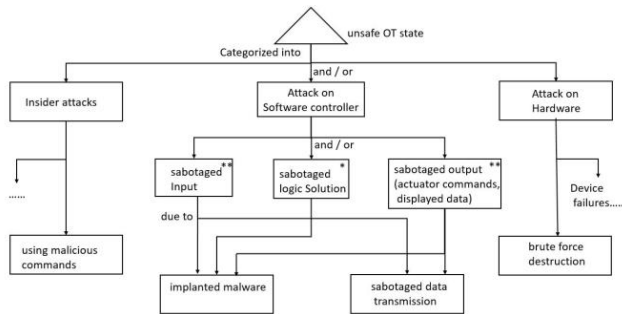 unsafe OT state
Categorized into
and / or
Insider attacks
Attack on
Software controller
Attack on
Hardware
and / or
sabotaged **
Input
sabotaged *
logic Solution
sabotaged output **
(actuator commands,
displayed data)
......
Device
failures.....
due to
using malicious
commands
brute force
destruction
implanted malware
sabotaged data
transmission